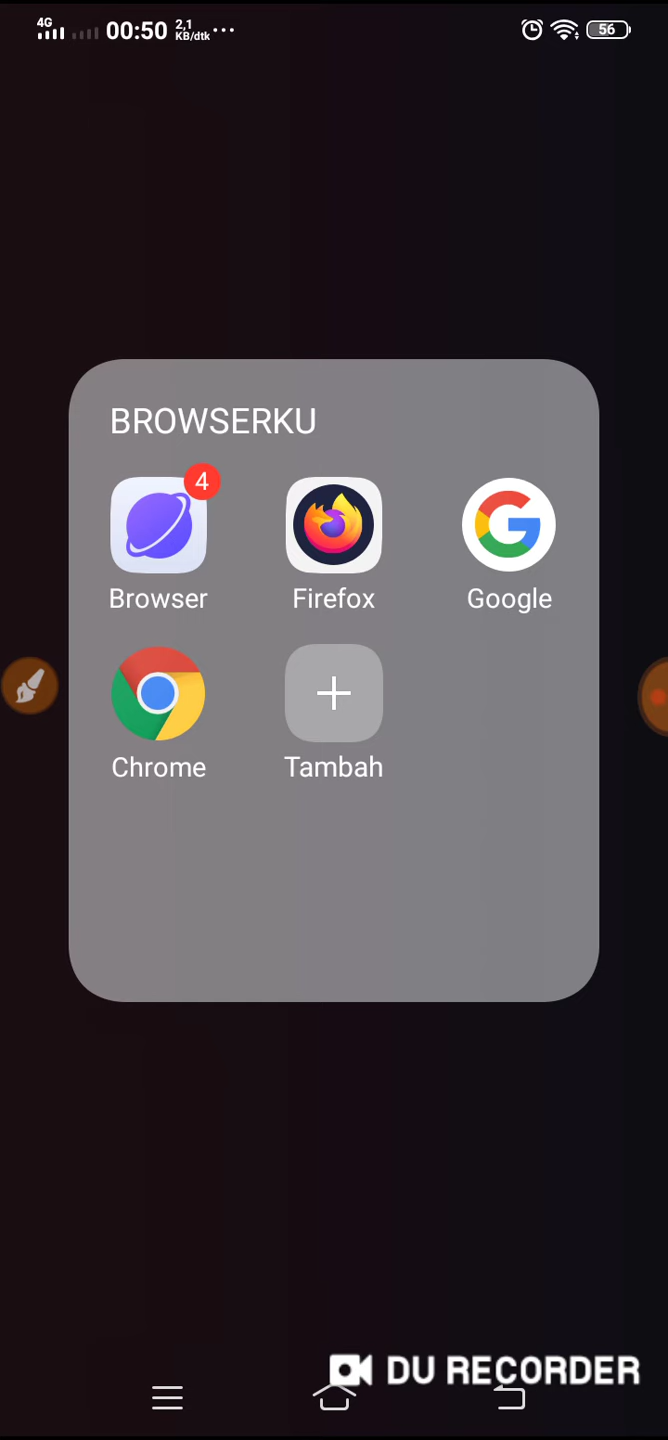 4G 00:50 2,1 KB/dtk ... 56
BROWSERKU
4
Browser Firefox Google
Chrome Tambah
DU RECORDER